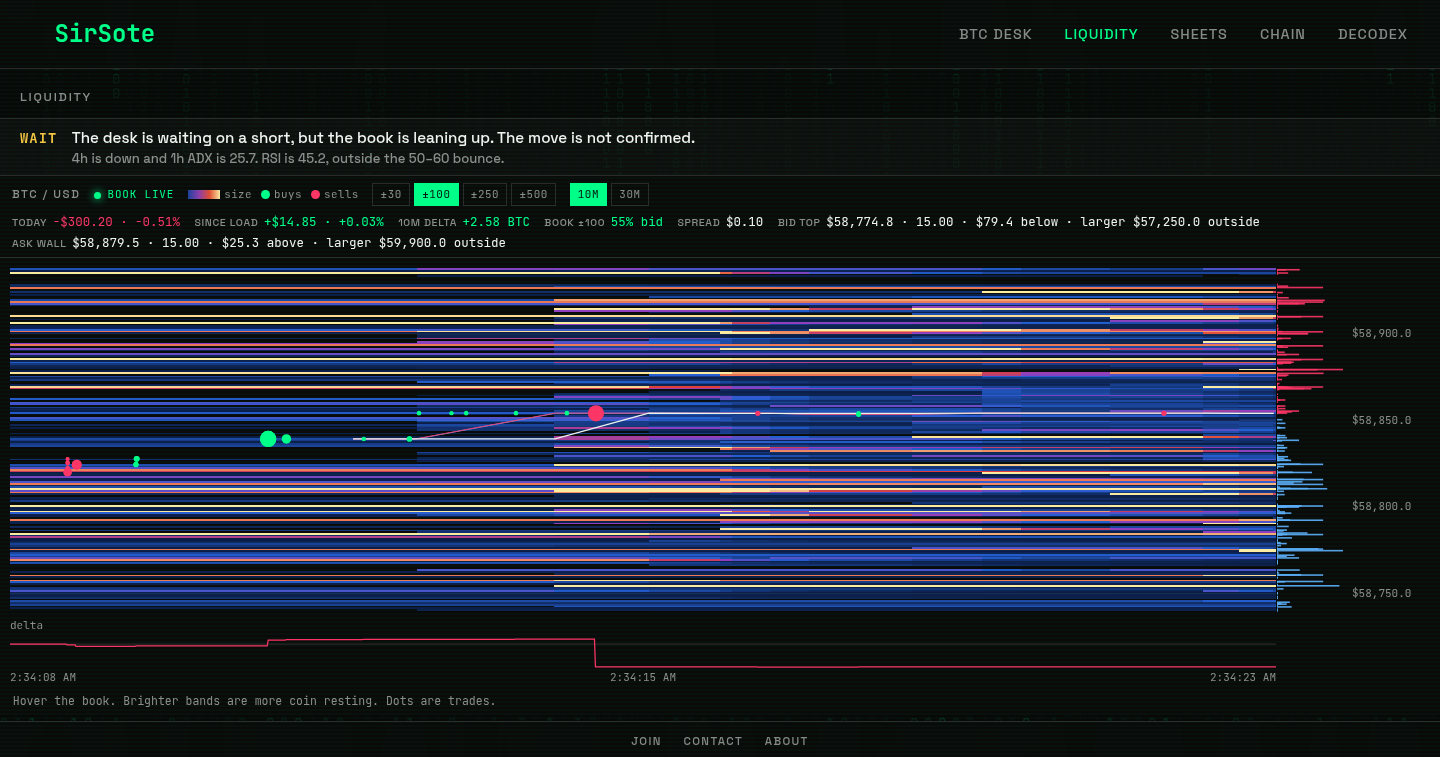 SirSote
BTC DESK LIQUIDITY SHEETS CHAIN DECODEX
LIQUIDITY
WAIT The desk is waiting on a short, but the book is leaning up. The move is not confirmed.
4h is down and 1h ADX is 25.7. RSI is 45.2, outside the 50–60 bounce.
BTC / USD BOOK LIVE size buys sells ±30 ±100 ±250 ±500 10M 30M
TODAY -$300.20 · -0.51% SINCE LOAD +$14.85 · +0.03% 10M DELTA +2.58 BTC BOOK ±100 55% bid SPREAD $0.10 BID TOP $58,774.8 · 15.00 · $79.4 below · larger $57,250.0 outside
ASK WALL $58,879.5 · 15.00 · $25.3 above · larger $59,900.0 outside
$58,900.0
$58,850.0
$58,800.0
$58,750.0
delta
2:34:08 AM 2:34:15 AM 2:34:23 AM
Hover the book. Brighter bands are more coin resting. Dots are trades.
JOIN CONTACT ABOUT